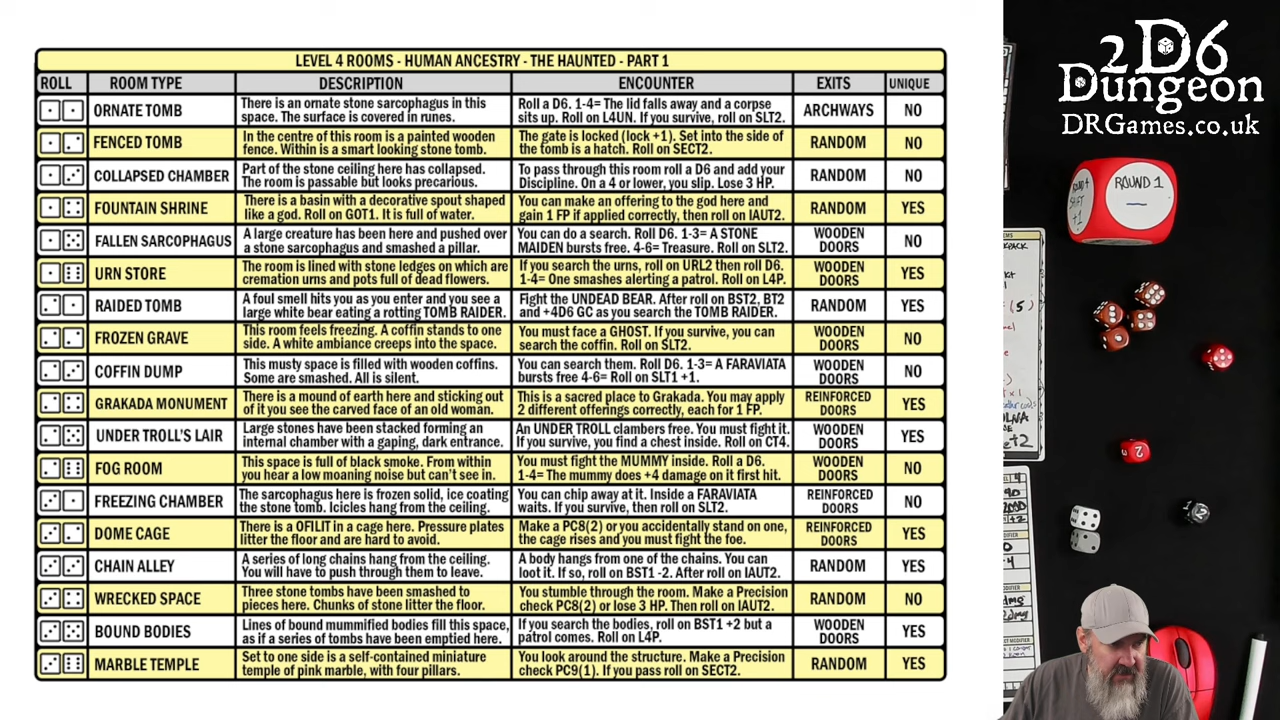 LEVEL 4 ROOMS - HUMAN ANCESTRY - THE HAUNTED - PART 1
ROLL ROOM TYPE DESCRIPTION ENCOUNTER EXITS UNIQUE
ORNATE TOMB There is an ornate stone sarcophagus in this Roll a D6. 1-4= The lid falls away and a corpse ARCHWAYS NO
space. The surface is covered in runes. sits up. Roll on L4UN. If you survive, roll on SLT2.
FENCED TOMB In the centre of this room is a painted wooden The gate is locked (lock +1). Set into the side of RANDOM NO
fence. Within is a smart looking stone tomb. the tomb is a hatch. Roll on SECT2.
COLLAPSED CHAMBER Part of the stone ceiling here has collapsed. To pass through this room roll a D6 and add your RANDOM NO
The room is passable but looks precarious. Discipline. On a 4 or lower, you slip. Lose 3 HP.
FOUNTAIN SHRINE There is a basin with a decorative spout shaped You can make an offering to the god here and RANDOM YES
like a god. Roll on GOT1. It is full of water. gain 1 FP if applied correctly, then roll on IAUT2.
FALLEN SARCOPHAGUS A large creature has been here and pushed over You can do a search. Roll D6. 1-3= A STONE WOODEN DOORS NO
a stone sarcophagus and smashed a pillar. MAIDEN bursts free. 4-6= Treasure. Roll on SLT2.
URN STORE The room is lined with stone ledges on which are If you search the urns, roll on URL2 then roll D6. WOODEN DOORS YES
cremation urns and pots full of dead flowers. 1-4= One smashes alerting a patrol. Roll on L4P.
RAIDED TOMB A foul smell hits you as you enter and you see a Fight the UNDEAD BEAR. After roll on BST2, BT2 RANDOM YES
large white bear eating a rotting TOMB RAIDER. and +4D6 GC as you search the TOMB RAIDER.
FROZEN GRAVE This room feels freezing. A coffin stands to one You must face a GHOST. If you survive, you can WOODEN DOORS NO
side. A white ambiance creeps into the space. search the coffin. Roll on SLT2.
COFFIN DUMP This musty space is filled with wooden coffins. You can search them. Roll D6. 1-3= A FARAVIATA WOODEN DOORS NO
Some are smashed. All is silent. bursts free 4-6= Roll on SLT1 +1.
GRAKADA MONUMENT There is a mound of earth here and sticking out This is a sacred place to Grakada. You may apply REINFORCED DOORS YES
of it you see the carved face of an old woman. 2 different offerings correctly, each for 1 FP.
UNDER TROLL'S LAIR Large stones have been stacked forming an An UNDER TROLL chambers free. You must fight it. WOODEN DOORS YES
internal chamber with a gaping, dark entrance. If you survive, you find a chest inside. Roll on CT4.
FOG ROOM This space is full of black smoke. From within You must fight the MUMMY inside. Roll a D6. WOODEN DOORS NO
you hear a low moaning noise but can't see in. 1-4= The mummy does +4 damage on it first hit.
FREEZING CHAMBER The sarcophagus here is frozen solid, ice coating You can chip away at it. Inside a FARAVIATA REINFORCED DOORS NO
the stone tomb. Icicles hang from the ceiling. waits. If you survive, then roll on SLT2.
DOME CAGE There is a OFILIT in a cage here. Pressure plates Make a PC8(2) or you accidentally stand on one, REINFORCED DOORS YES
litter the floor and are hard to avoid. the cage rises and you must fight the foe.
CHAIN ALLEY A series of long chains hang from the ceiling. A body hangs from one of the chains. You can RANDOM YES
You will have to push through them to leave. loot it. If so, roll on BST1 -2. After roll on IAUT2.
WRECKED SPACE Three stone tombs have been smashed to You stumble through the room. Make a Precision RANDOM NO
pieces here. Chunks of stone litter the floor. check PC8(2) or lose 3 HP. Then roll on IAUT2.
BOUND BODIES Lines of bound mummified bodies fill this space, If you search the bodies, roll on BST1 +2 but a WOODEN DOORS YES
as if a series of tombs have been emptied here. patrol comes. Roll on L4P.
MARBLE TEMPLE Set to one side is a self-contained miniature You look around the structure. Make a Precision RANDOM YES
temple of pink marble, with four pillars. check PC9(1). If you pass roll on SECT2.
2D6
Dungeon
DRGames.co.uk
ROUND 1
SHIFT
+1